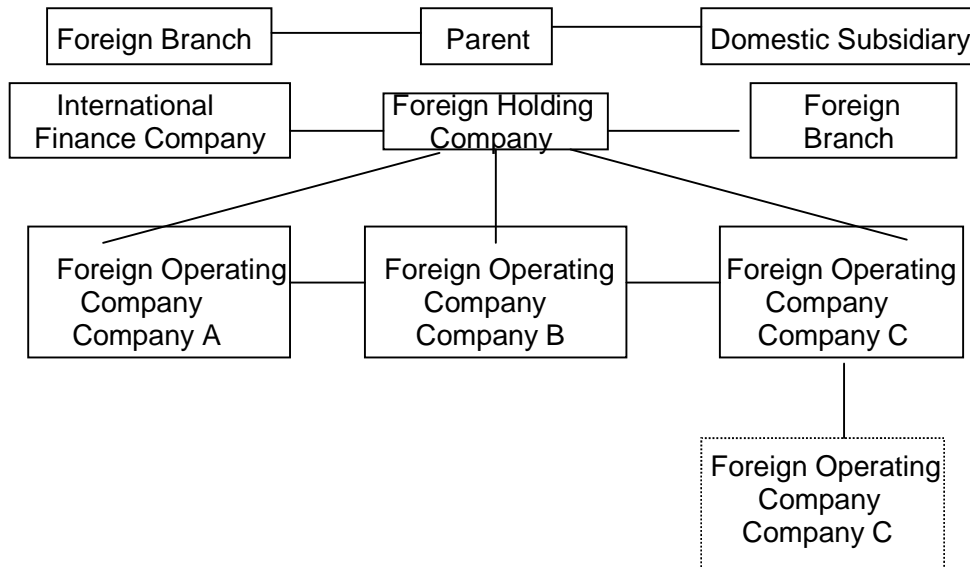 Foreign Branch
Parent
Domestic Subsidiary
International
Finance Company
Foreign Holding
Company
Foreign
Branch
Foreign Operating
Company
Company A
Foreign Operating
Company
Company B
Foreign Operating
Company
Company C
Foreign Operating
Company
Company C